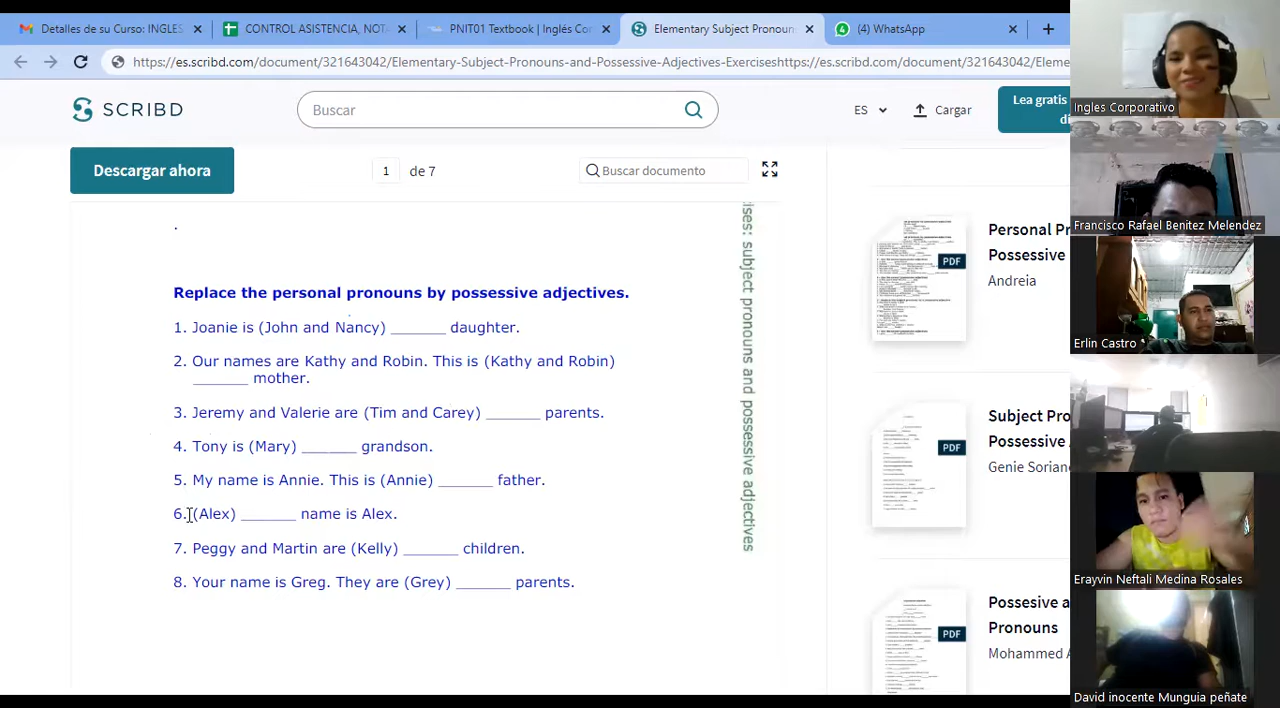 Detalles de su Curso: INGLES
CONTROL ASISTENCIA, NOTA
PNIT01 Textbook | Inglés Cor
Elementary Subject Pronoun
(4) WhatsApp
https://es.scribd.com/document/321643042/Elementary-Subject-Pronouns-and-Possessive-Adjectives-Exerciseshttps://es.scribd.com/document/321643042/Eleme
SCRIBD
Buscar
ES
Cargar
Lea gratis
di
Descargar ahora
1 de 7
Buscar documento
ises: subject pronouns and possessive adjectives
Replace the personal pronouns by possessive adjectives.
1. Joanie is (John and Nancy) _______ daughter.
2. Our names are Kathy and Robin. This is (Kathy and Robin)
_______ mother.
3. Jeremy and Valerie are (Tim and Carey) _______ parents.
4. Tony is (Mary) _______ grandson.
5. My name is Annie. This is (Annie) _______ father.
6. (Alex) _______ name is Alex.
7. Peggy and Martin are (Kelly) _______ children.
8. Your name is Greg. They are (Grey) _______ parents.
PDF
Personal Pr
Possessive
Andreia
PDF
Subject Pro
Possessive
Genie Soriano
PDF
Possesive a
Pronouns
Mohammed A
Ingles Corporativo
Francisco Rafael Benitez Melendez
Erlin Castro
Erayvin Neftali Medina Rosales
David inocente Munguia peñate